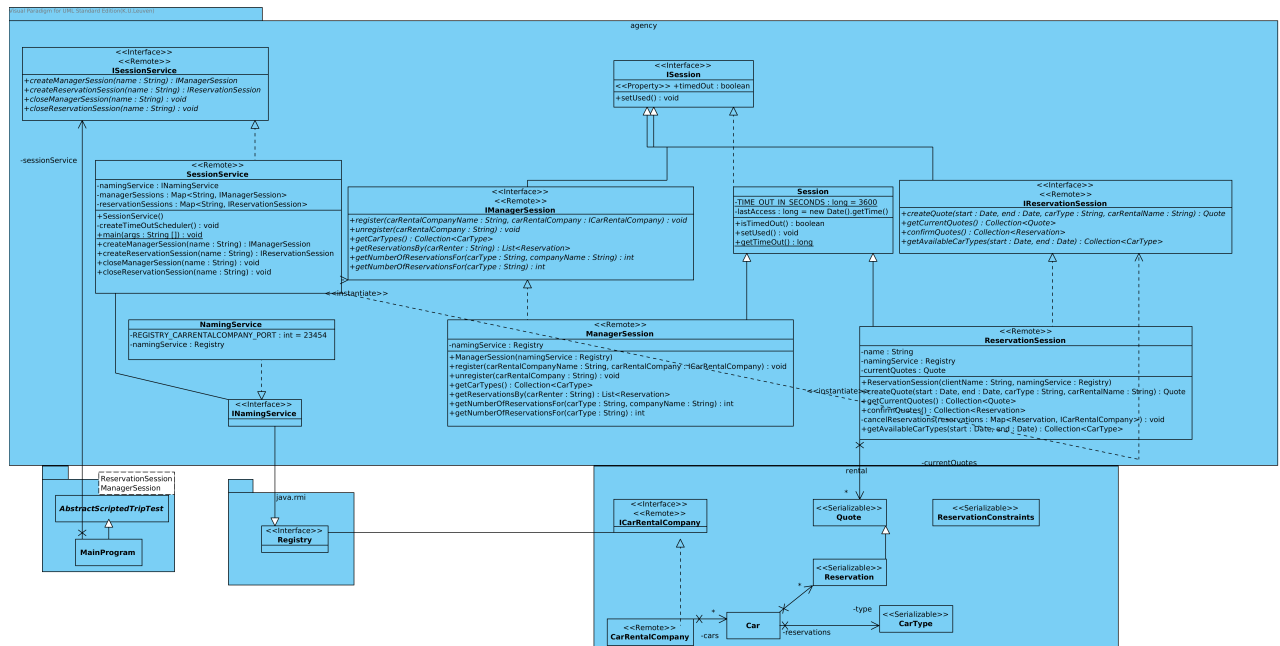 Visual Paradigm for UML Standard Edition(K.U.Leuven)
agency
<<Interface>>
<<Remote>>
ISessionService
+createManagerSession(name : String) : IManagerSession
+createReservationSession(name : String) : IReservationSession
+closeManagerSession(name : String) : void
+closeReservationSession(name : String) : void
<<Interface>>
ISession
<<Property>> +timedOut : boolean
+setUsed() : void
-sessionService
<<Remote>>
SessionService
-namingService : INamingService
-managerSessions : Map<String, IManagerSession>
-reservationSessions : Map<String, IReservationSession>
+SessionService()
-createTimeOutScheduler() : void
+main(args : String []) : void
+createManagerSession(name : String) : IManagerSession
+createReservationSession(name : String) : IReservationSession
+closeManagerSession(name : String) : void
+closeReservationSession(name : String) : void
<<Interface>>
<<Remote>>
IManagerSession
+register(carRentalCompanyName : String, carRentalCompany : ICarRentalCompany) : void
+unregister(carRentalCompany : String) : void
+getCarTypes() : Collection<CarType>
+getReservationsBy(carRenter : String) : List<Reservation>
+getNumberOfReservationsFor(carType : String, companyName : String) : int
+getNumberOfReservationsFor(carType : String) : int
Session
-TIME_OUT_IN_SECONDS : long = 3600
-lastAccess : long = new Date().getTime()
+isTimedOut() : boolean
+setUsed() : void
+getTimeOut() : long
<<Interface>>
<<Remote>>
IReservationSession
+createQuote(start : Date, end : Date, carType : String, carRentalName : String) : Quote
+getCurrentQuotes() : Collection<Quote>
+confirmQuotes() : Collection<Reservation>
+getAvailableCarTypes(start : Date, end : Date) : Collection<CarType>
<<instantiate>>
NamingService
-REGISTRY_CARRENTALCOMPANY_PORT : int = 23454
-namingService : Registry
<<Remote>>
ManagerSession
-namingService : Registry
+ManagerSession(namingService : Registry)
+register(carRentalCompanyName : String, carRentalCompany : ICarRentalCompany) : void
+unregister(carRentalCompany : String) : void
+getCarTypes() : Collection<CarType>
+getReservationsBy(carRenter : String) : List<Reservation>
+getNumberOfReservationsFor(carType : String, companyName : String) : int
+getNumberOfReservationsFor(carType : String) : int
<<Remote>>
ReservationSession
-name : String
-namingService : Registry
-currentQuotes : Quote
+ReservationSession(clientName : String, namingService : Registry)
<<instantiate>>
+createQuote(start : Date, end : Date, carType : String, carRentalName : String) : Quote
+getCurrentQuotes() : Collection<Quote>
+confirmQuotes() : Collection<Reservation>
-cancelReservations(reservations : Map<Reservation, ICarRentalCompany>) : void
+getAvailableCarTypes(start : Date, end : Date) : Collection<CarType>
<<Interface>>
INamingService
-currentQuotes
rental
*
ReservationSession
ManagerSession
AbstractScriptedTripTest
MainProgram
java.rmi
<<Interface>>
Registry
<<Interface>>
<<Remote>>
ICarRentalCompany
<<Serializable>>
Quote
<<Serializable>>
ReservationConstraints
<<Serializable>>
Reservation
*
<<Remote>>
CarRentalCompany
*
-cars
Car
-reservations
-type
<<Serializable>>
CarType